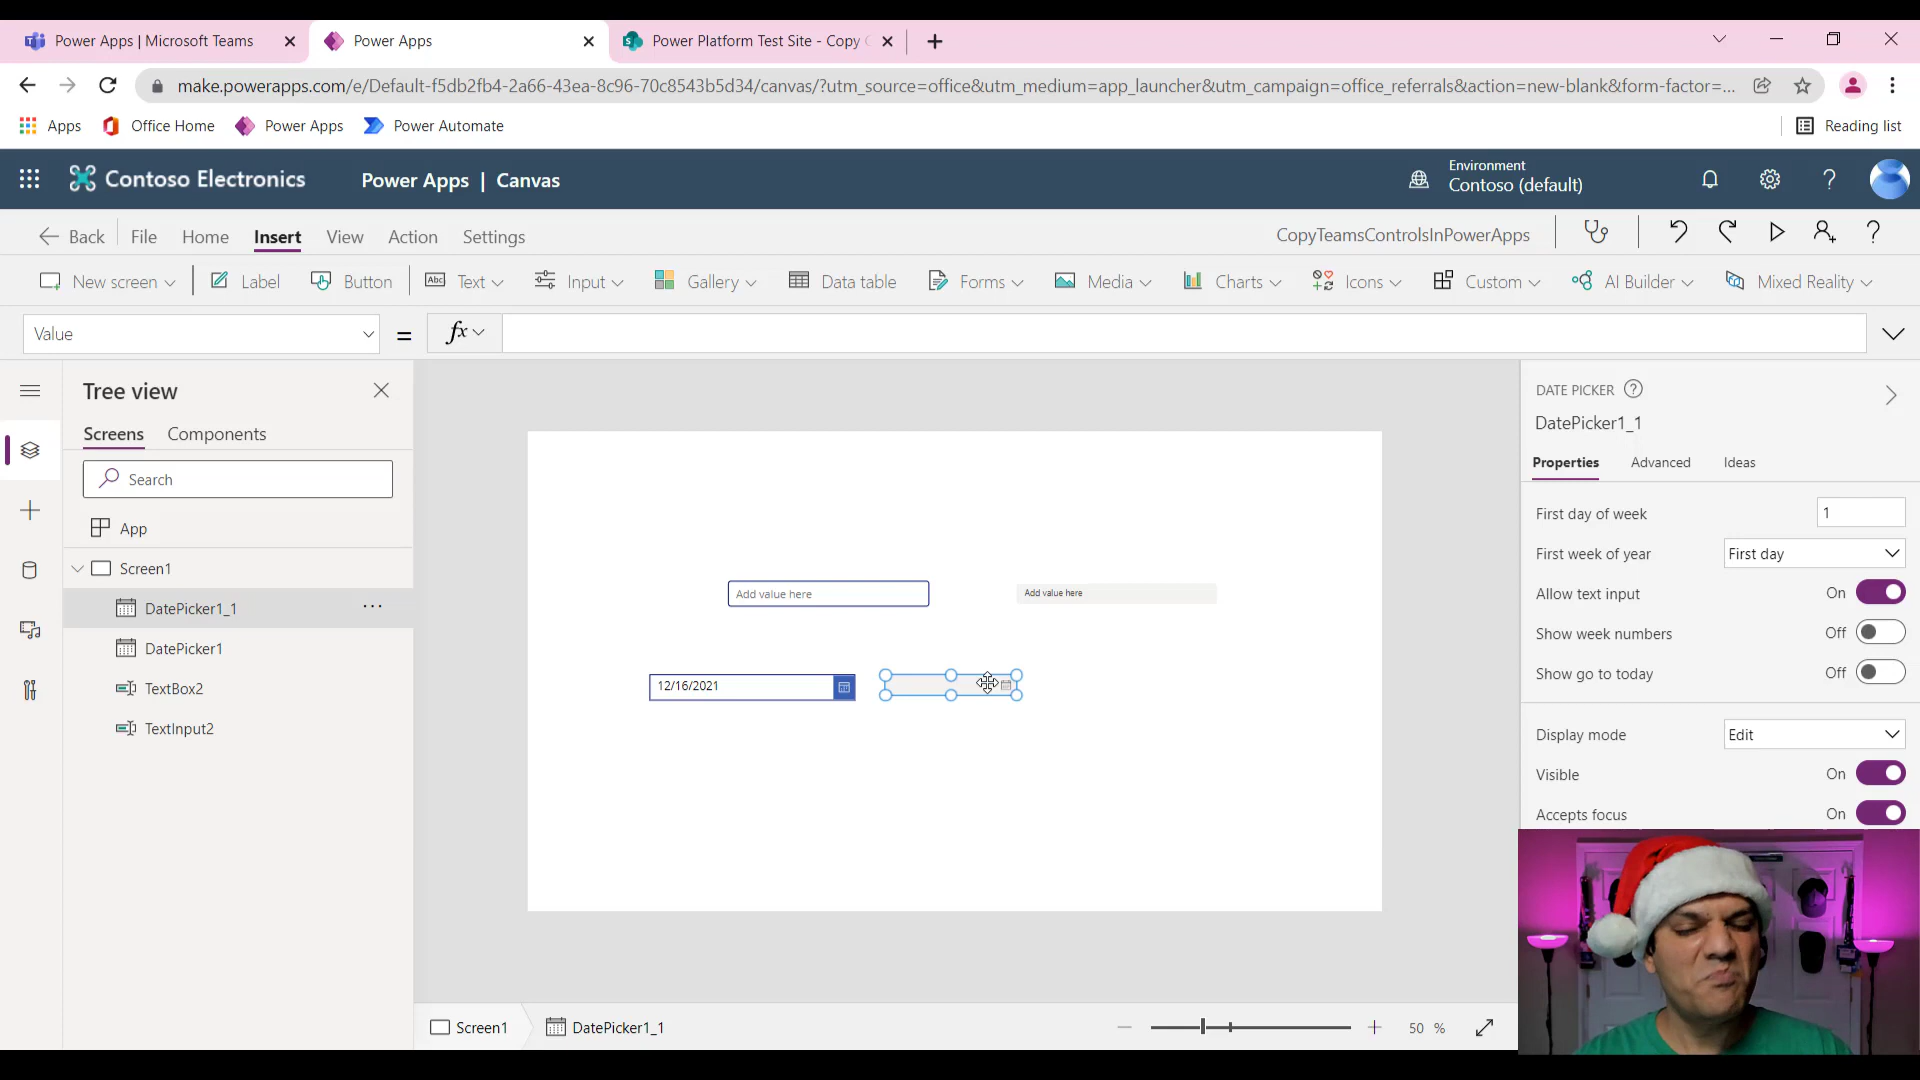 Power Apps | Microsoft Teams
Power Apps
Power Platform Test Site - Copy
make.powerapps.com/e/Default-f5db2fb4-2a66-43ea-8c96-70c8543b5d34/canvas/?utm_source=office&utm_medium=app_launcher&utm_campaign=office_referrals&action=new-blank&form-factor=...
Apps
Office Home
Power Apps
Power Automate
Reading list
Contoso Electronics
Power Apps | Canvas
Environment
Contoso (default)
Back
File
Home
Insert
View
Action
Settings
CopyTeamsControlsInPowerApps
New screen
Label
Button
Abc
Text
Input
Gallery
Data table
Forms
Media
Charts
Icons
Custom
AI Builder
Mixed Reality
Value
=
fx
Tree view
Screens
Components
Search
App
Screen1
DatePicker1_1
...
DatePicker1
TextBox2
TextInput2
Add value here
Add value here
12/16/2021
DATE PICKER
DatePicker1_1
Properties
Advanced
Ideas
First day of week
1
First week of year
First day
Allow text input
On
Show week numbers
Off
Show go to today
Off
Display mode
Edit
Visible
On
Accepts focus
On
Screen1
DatePicker1_1
50 %